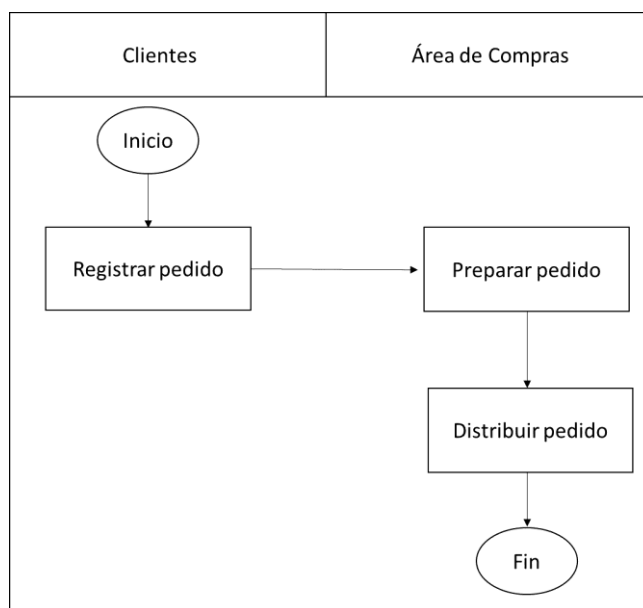 Clientes
Área de Compras
Inicio
Registrar pedido
Preparar pedido
Distribuir pedido
Fin